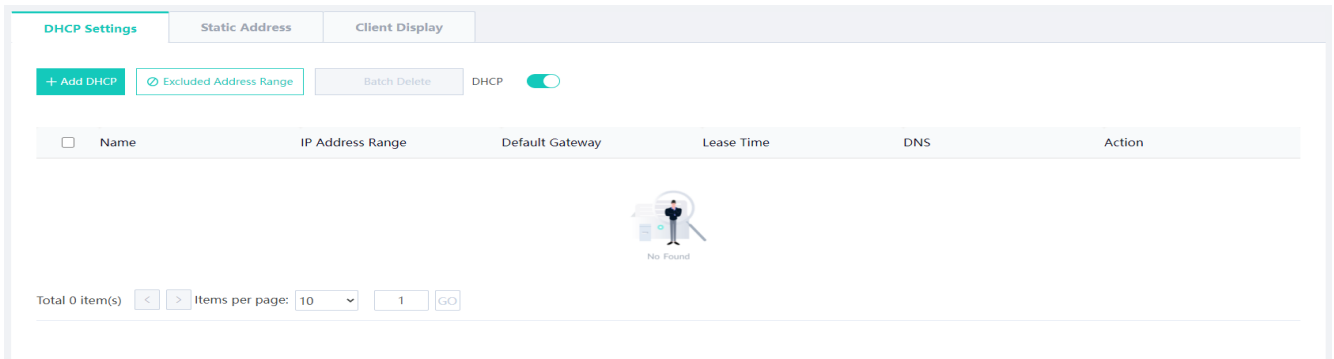 DHCP Settings Static Address Client Display
+ Add DHCP Excluded Address Range Batch Delete DHCP
Name IP Address Range Default Gateway Lease Time DNS Action
No Found
Total 0 item(s) < > Items per page: 10 1 GO